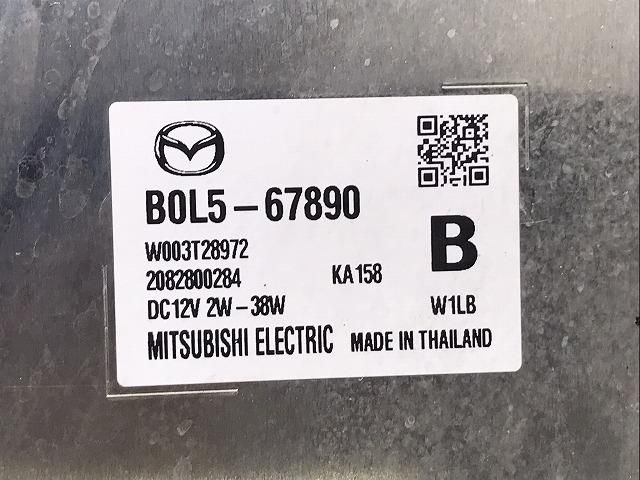 B0L5-67890
B
W003T28972
2082800284 KA158
DC12V 2W-38W W1LB
MITSUBISHI ELECTRIC MADE IN THAILAND